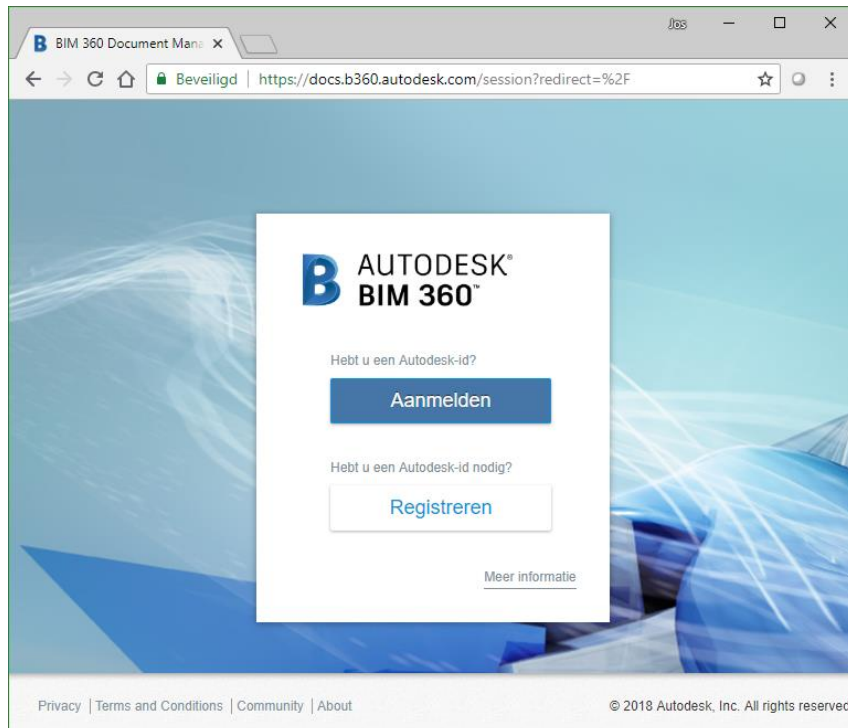 Jos
BIM 360 Document Mana
Beveiligd https://docs.b360.autodesk.com/session?redirect=%2F
AUTODESK®
BIM 360™
Hebt u een Autodesk-id?
Aanmelden
Hebt u een Autodesk-id nodig?
Registreren
Meer informatie
Privacy | Terms and Conditions | Community | About © 2018 Autodesk, Inc. All rights reserved